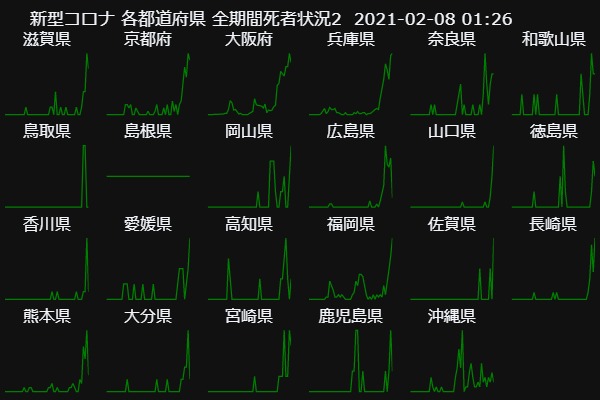 新型コロナ 各都道府県 全期間死者状況2 2021-02-08 01:26
滋賀県 京都府 大阪府 兵庫県 奈良県 和歌山県
鳥取県 島根県 岡山県 広島県 山口県 徳島県
香川県 愛媛県 高知県 福岡県 佐賀県 長崎県
熊本県 大分県 宮崎県 鹿児島県 沖縄県